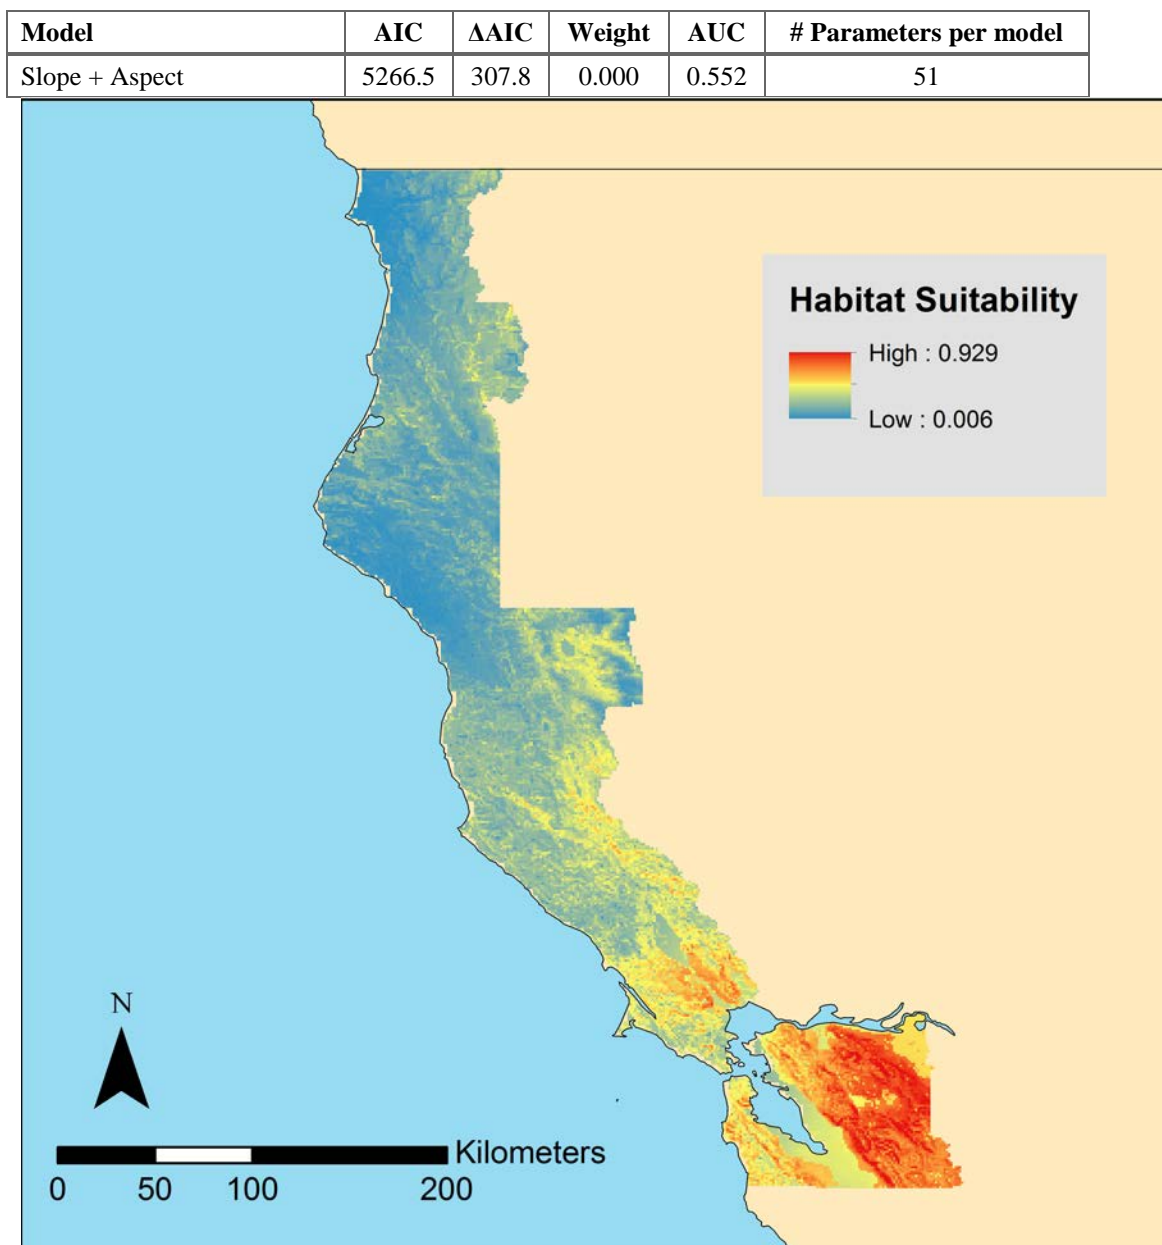 Model AIC ΔAIC Weight AUC # Parameters per model
Slope + Aspect 5266.5 307.8 0.000 0.552 51
Habitat Suitability
High : 0.929
Low : 0.006
N
Kilometers
0 50 100 200